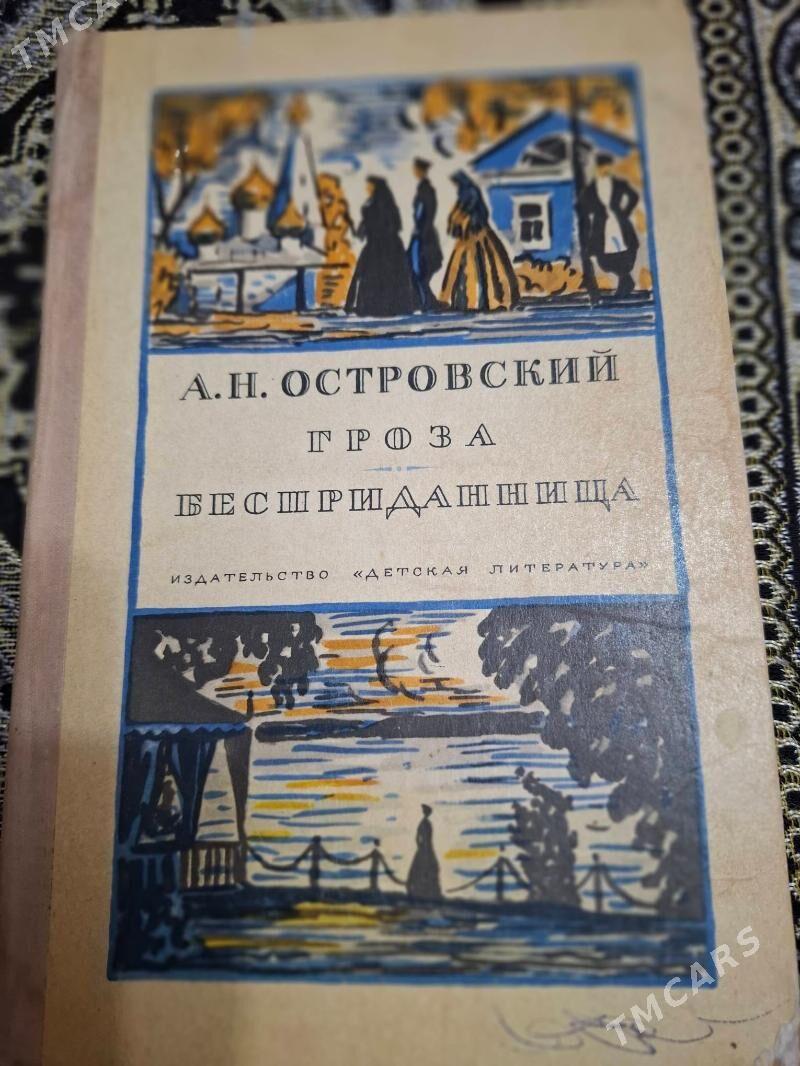 TMCARS
А.Н. ОСТРОВСКИЙ
ГРОЗА
БЕСПРИДАННИЦА
ИЗДАТЕЛЬСТВО «ДЕТСКАЯ ЛИТЕРАТУРА»
TMCARS